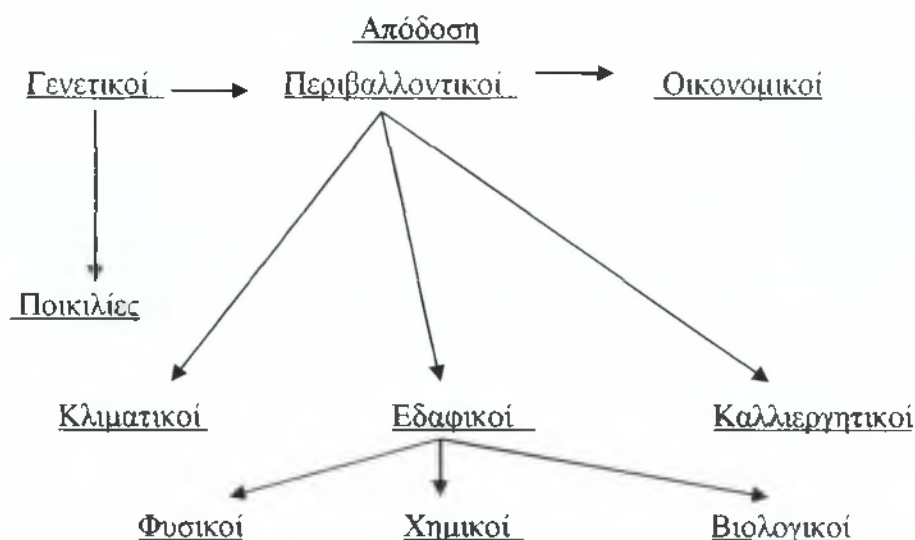 Απόδοση
Γενετικοί Περιβαλλοντικοί Οικονομικοί
Ποικιλίες
Κλιματικοί Εδαφικοί Καλλιεργητικοί
Φυσικοί Χημικοί Βιολογικοί